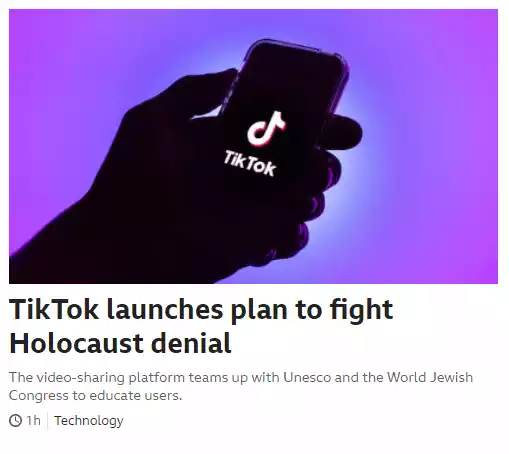 TikTok
TikTok launches plan to fight
Holocaust denial
The video-sharing platform teams up with Unesco and the World Jewish
Congress to educate users.
1h
Technology